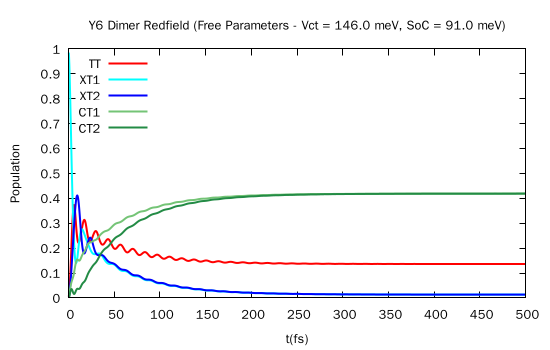 Y6 Dimer Redfield (Free Parameters - Vct = 146.0 meV, SoC = 91.0 meV)
1
0.9
0.8
0.7
0.6
0.5
0.4
0.3
0.2
0.1
0
Population
TT
XT1
XT2
CT1
CT2
0 50 100 150 200 250 300 350 400 450 500
t(fs)